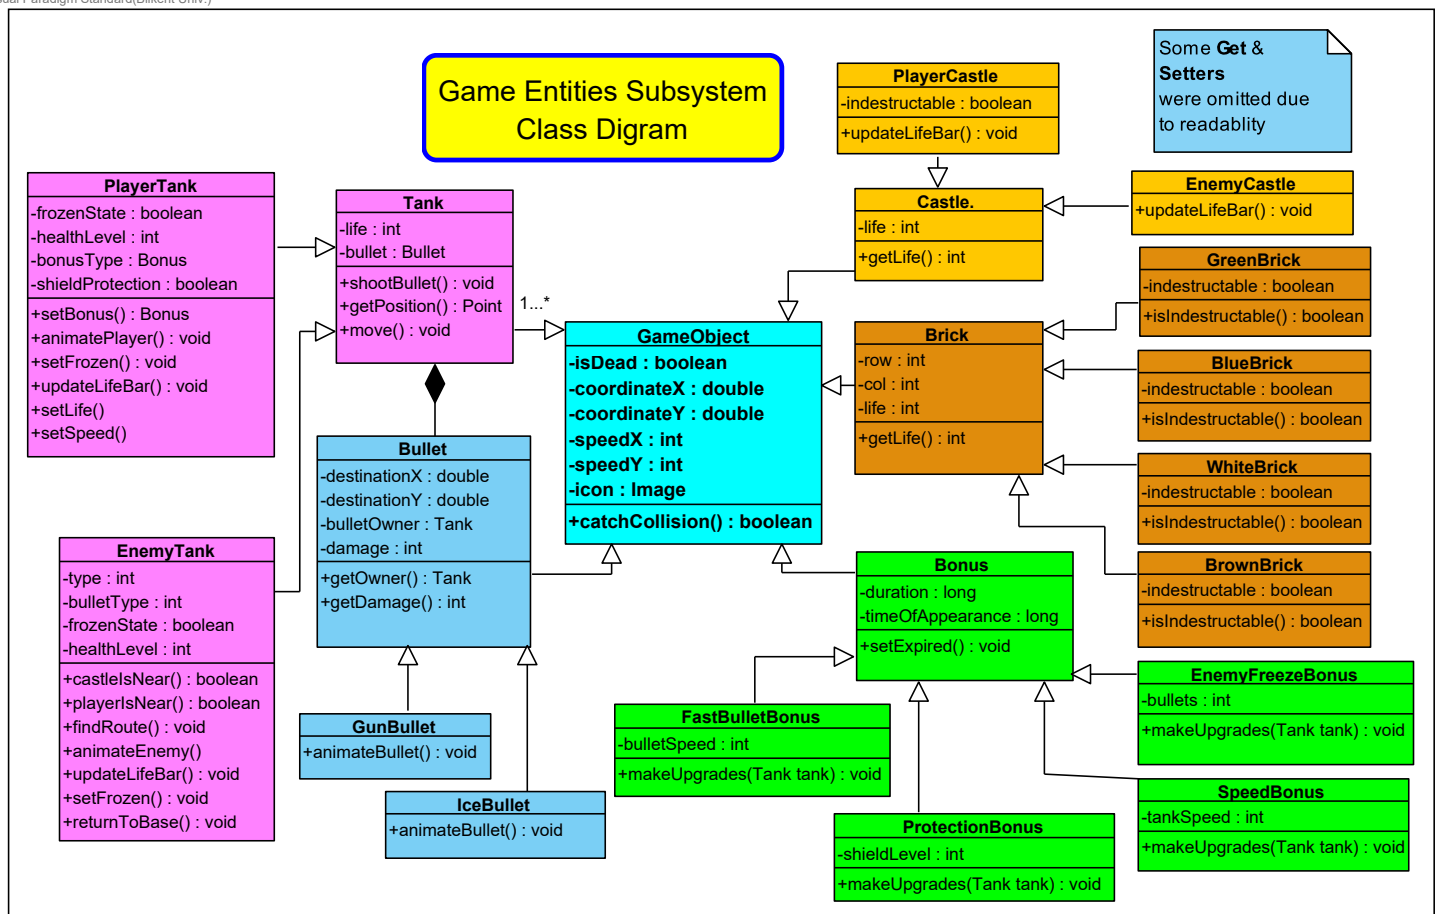 Visual Paradigm Standard(Bilkent Univ.)
Game Entities Subsystem
Class Digram
Some Get &
Setters
were omitted due
to readablity
PlayerCastle
-indestructable : boolean
+updateLifeBar() : void
Castle.
-life : int
+getLife() : int
EnemyCastle
+updateLifeBar() : void
PlayerTank
-frozenState : boolean
-healthLevel : int
-bonusType : Bonus
-shieldProtection : boolean
+setBonus() : Bonus
+animatePlayer() : void
+setFrozen() : void
+updateLifeBar() : void
+setLife()
+setSpeed()
Tank
-life : int
-bullet : Bullet
+shootBullet() : void
+getPosition() : Point
+move() : void
1...*
GameObject
-isDead : boolean
-coordinateX : double
-coordinateY : double
-speedX : int
-speedY : int
-icon : Image
+catchCollision() : boolean
Brick
-row : int
-col : int
-life : int
+getLife() : int
GreenBrick
-indestructable : boolean
+isIndestructable() : boolean
BlueBrick
-indestructable : boolean
+isIndestructable() : boolean
WhiteBrick
-indestructable : boolean
+isIndestructable() : boolean
BrownBrick
-indestructable : boolean
+isIndestructable() : boolean
Bullet
-destinationX : double
-destinationY : double
-bulletOwner : Tank
-damage : int
+getOwner() : Tank
+getDamage() : int
EnemyTank
-type : int
-bulletType : int
-frozenState : boolean
-healthLevel : int
+castleIsNear() : boolean
+playerIsNear() : boolean
+findRoute() : void
+animateEnemy()
+updateLifeBar() : void
+setFrozen() : void
+returnToBase() : void
GunBullet
+animateBullet() : void
IceBullet
+animateBullet() : void
Bonus
-duration : long
-timeOfAppearance : long
+setExpired() : void
FastBulletBonus
-bulletSpeed : int
+makeUpgrades(Tank tank) : void
ProtectionBonus
-shieldLevel : int
+makeUpgrades(Tank tank) : void
EnemyFreezeBonus
-bullets : int
+makeUpgrades(Tank tank) : void
SpeedBonus
-tankSpeed : int
+makeUpgrades(Tank tank) : void